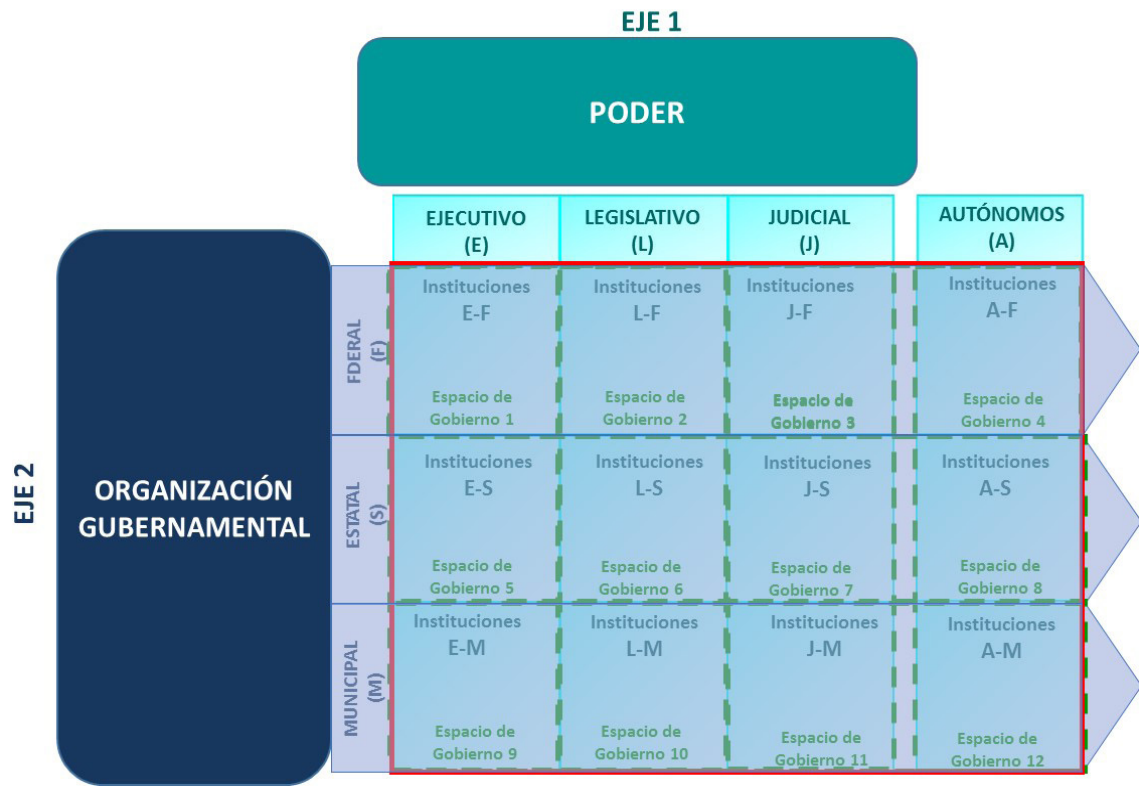 EJE 1
PODER
EJECUTIVO
(E)
LEGISLATIVO
(L)
JUDICIAL
(J)
AUTÓNOMOS
(A)
EJE 2
ORGANIZACIÓN
GUBERNAMENTAL
FDERAL
(F)
Instituciones
E-F
Espacio de
Gobierno 1
Instituciones
L-F
Espacio de
Gobierno 2
Instituciones
J-F
Espacio de
Gobierno 3
Instituciones
A-F
Espacio de
Gobierno 4
ESTATAL
(S)
Instituciones
E-S
Espacio de
Gobierno 5
Instituciones
L-S
Espacio de
Gobierno 6
Instituciones
J-S
Espacio de
Gobierno 7
Instituciones
A-S
Espacio de
Gobierno 8
MUNICIPAL
(M)
Instituciones
E-M
Espacio de
Gobierno 9
Instituciones
L-M
Espacio de
Gobierno 10
Instituciones
J-M
Espacio de
Gobierno 11
Instituciones
A-M
Espacio de
Gobierno 12